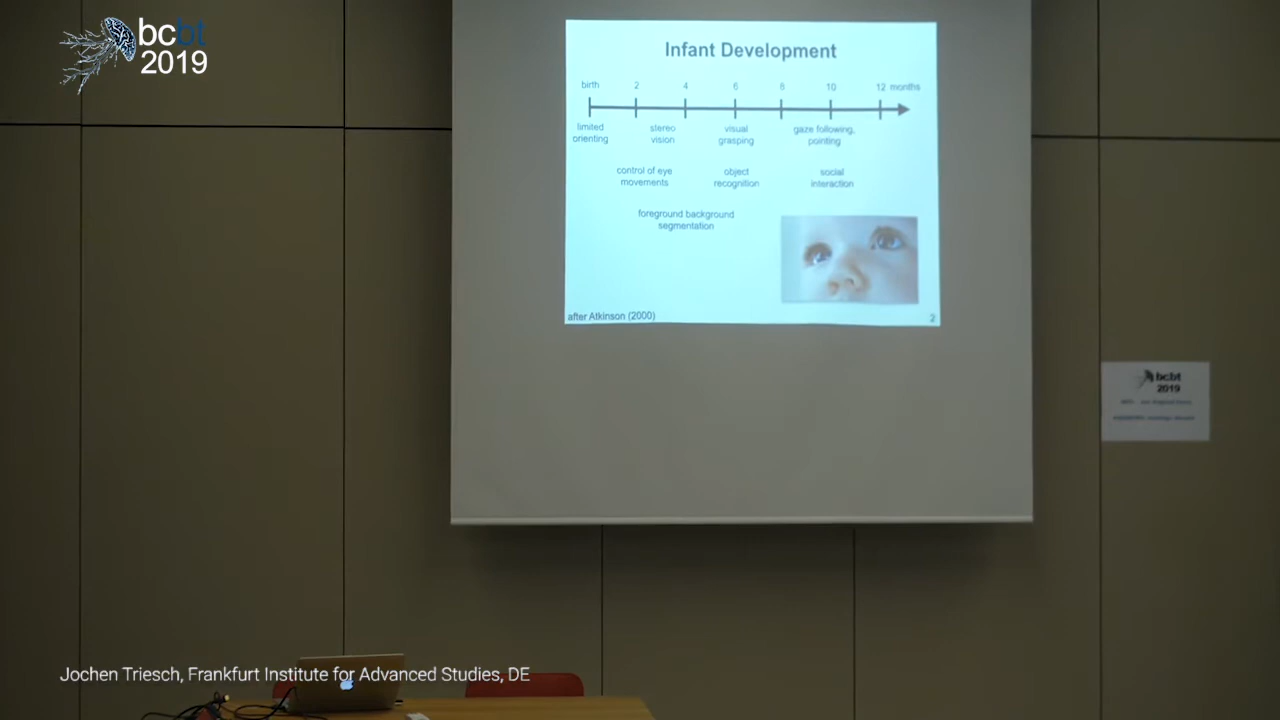 bcbt
2019
Infant Development
birth 2 4 6 8 10 12 months
limited
orienting
stereo
vision
visual
grasping
gaze following,
pointing
control of eye
movements
object
recognition
social
interaction
foreground background
segmentation
after Atkinson (2000)
2
bcbt
2019
Jochen Triesch, Frankfurt Institute for Advanced Studies, DE